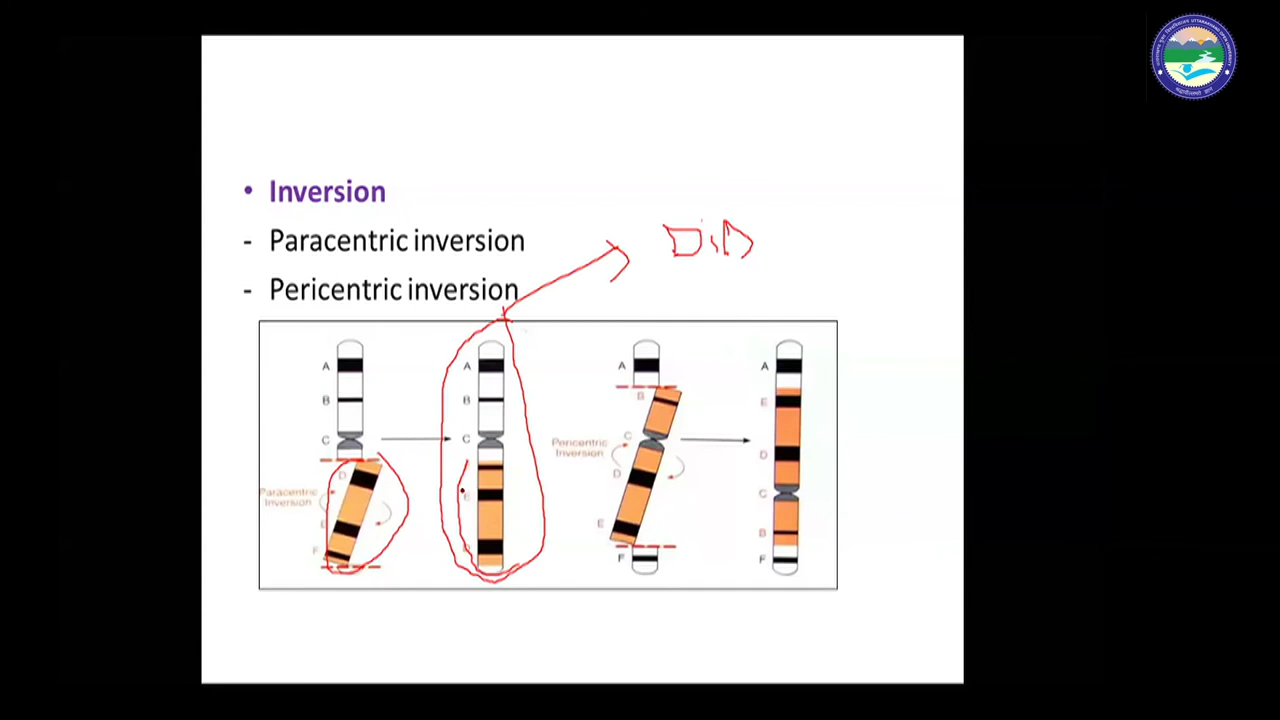 • Inversion
- Paracentric inversion
- Pericentric inversion
A
B
C
D
F
Paracentric
Inversion
A
B
C
E
A
B
C
D
E
F
Pericentric
Inversion
A
E
D
C
B
F